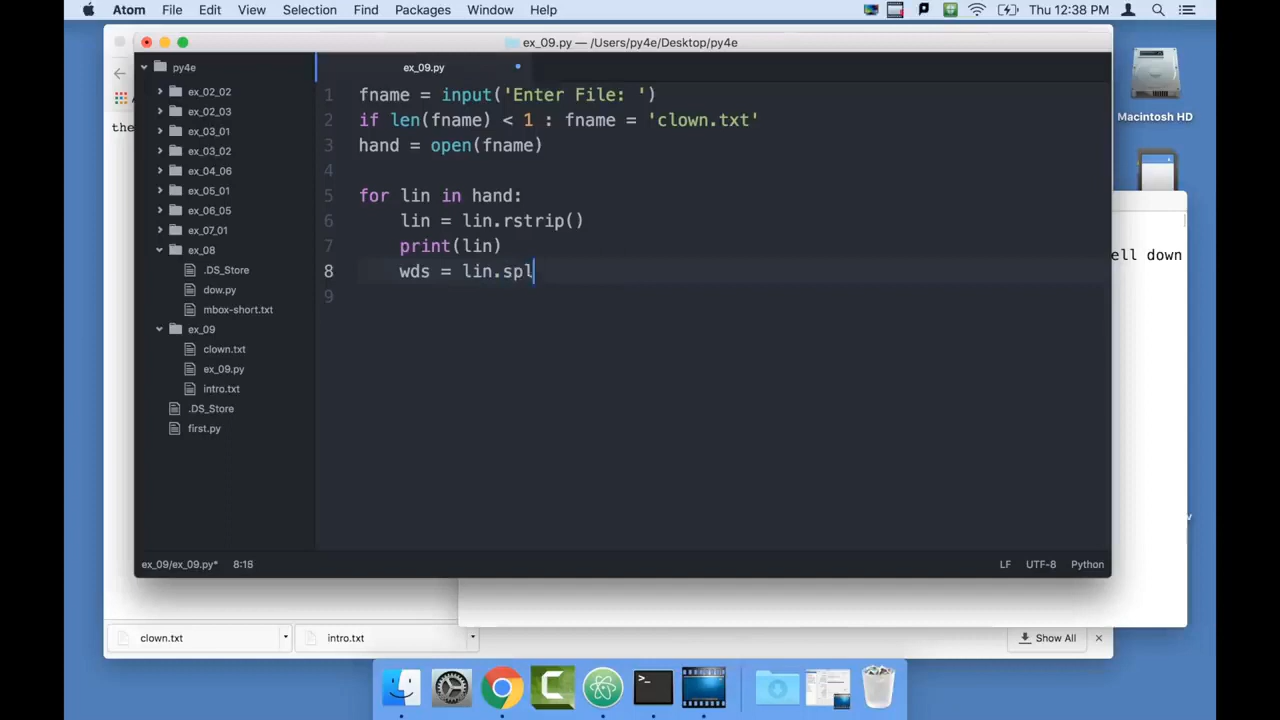 Atom File Edit View Selection Find Packages Window Help Thu 12:38 PM
ex_09.py — /Users/py4e/Desktop/py4e
Macintosh HD
py4e
ex_02_02
ex_02_03
ex_03_01
ex_03_02
ex_04_06
ex_05_01
ex_06_05
ex_07_01
ex_08
.DS_Store
dow.py
mbox-short.txt
ex_09
clown.txt
ex_09.py
intro.txt
.DS_Store
first.py
the
ex_09.py
1 fname = input('Enter File: ')
2 if len(fname) < 1 : fname = 'clown.txt'
3 hand = open(fname)
4
5 for lin in hand:
6 lin = lin.rstrip()
7 print(lin)
8 wds = lin.spl
9
ell down
ex_09/ex_09.py* 8:16 LF UTF-8 Python
clown.txt intro.txt Show All